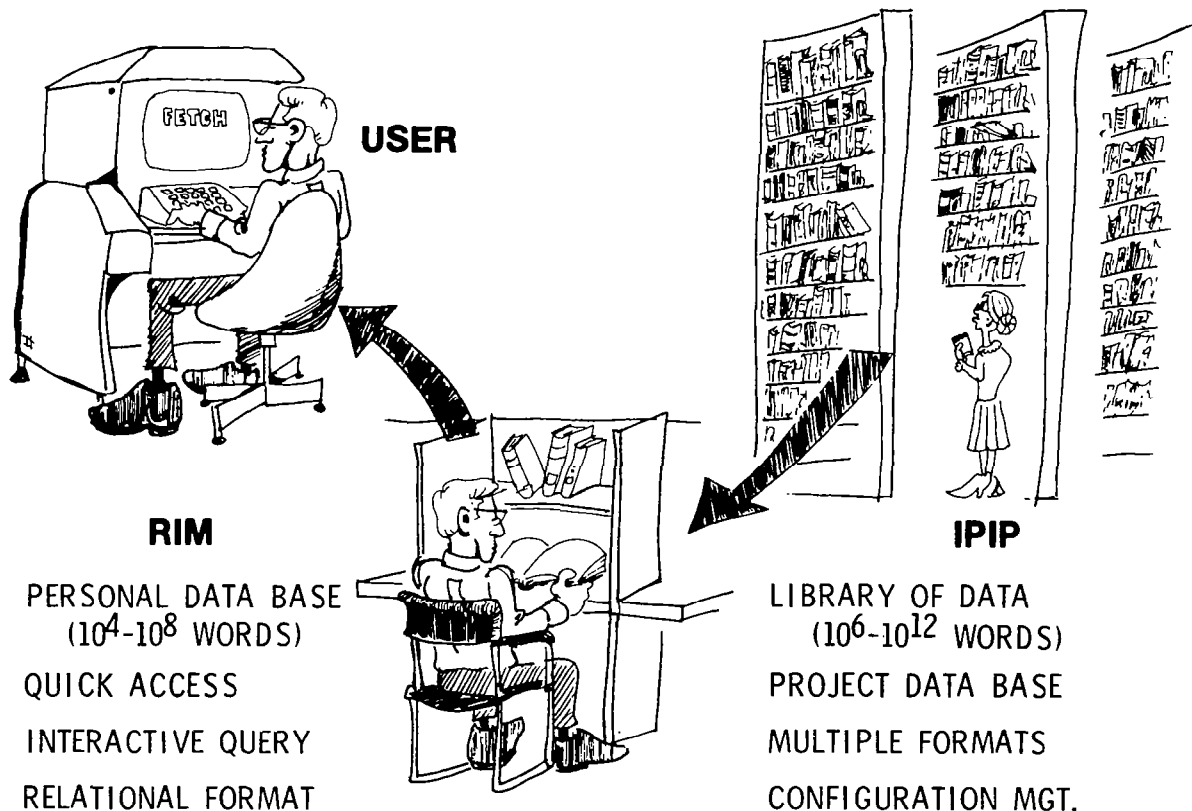 FETCH
USER
RIM
PERSONAL DATA BASE
(10⁴-10⁸ WORDS)
QUICK ACCESS
INTERACTIVE QUERY
RELATIONAL FORMAT
IPIP
LIBRARY OF DATA
(10⁶-10¹² WORDS)
PROJECT DATA BASE
MULTIPLE FORMATS
CONFIGURATION MGT.